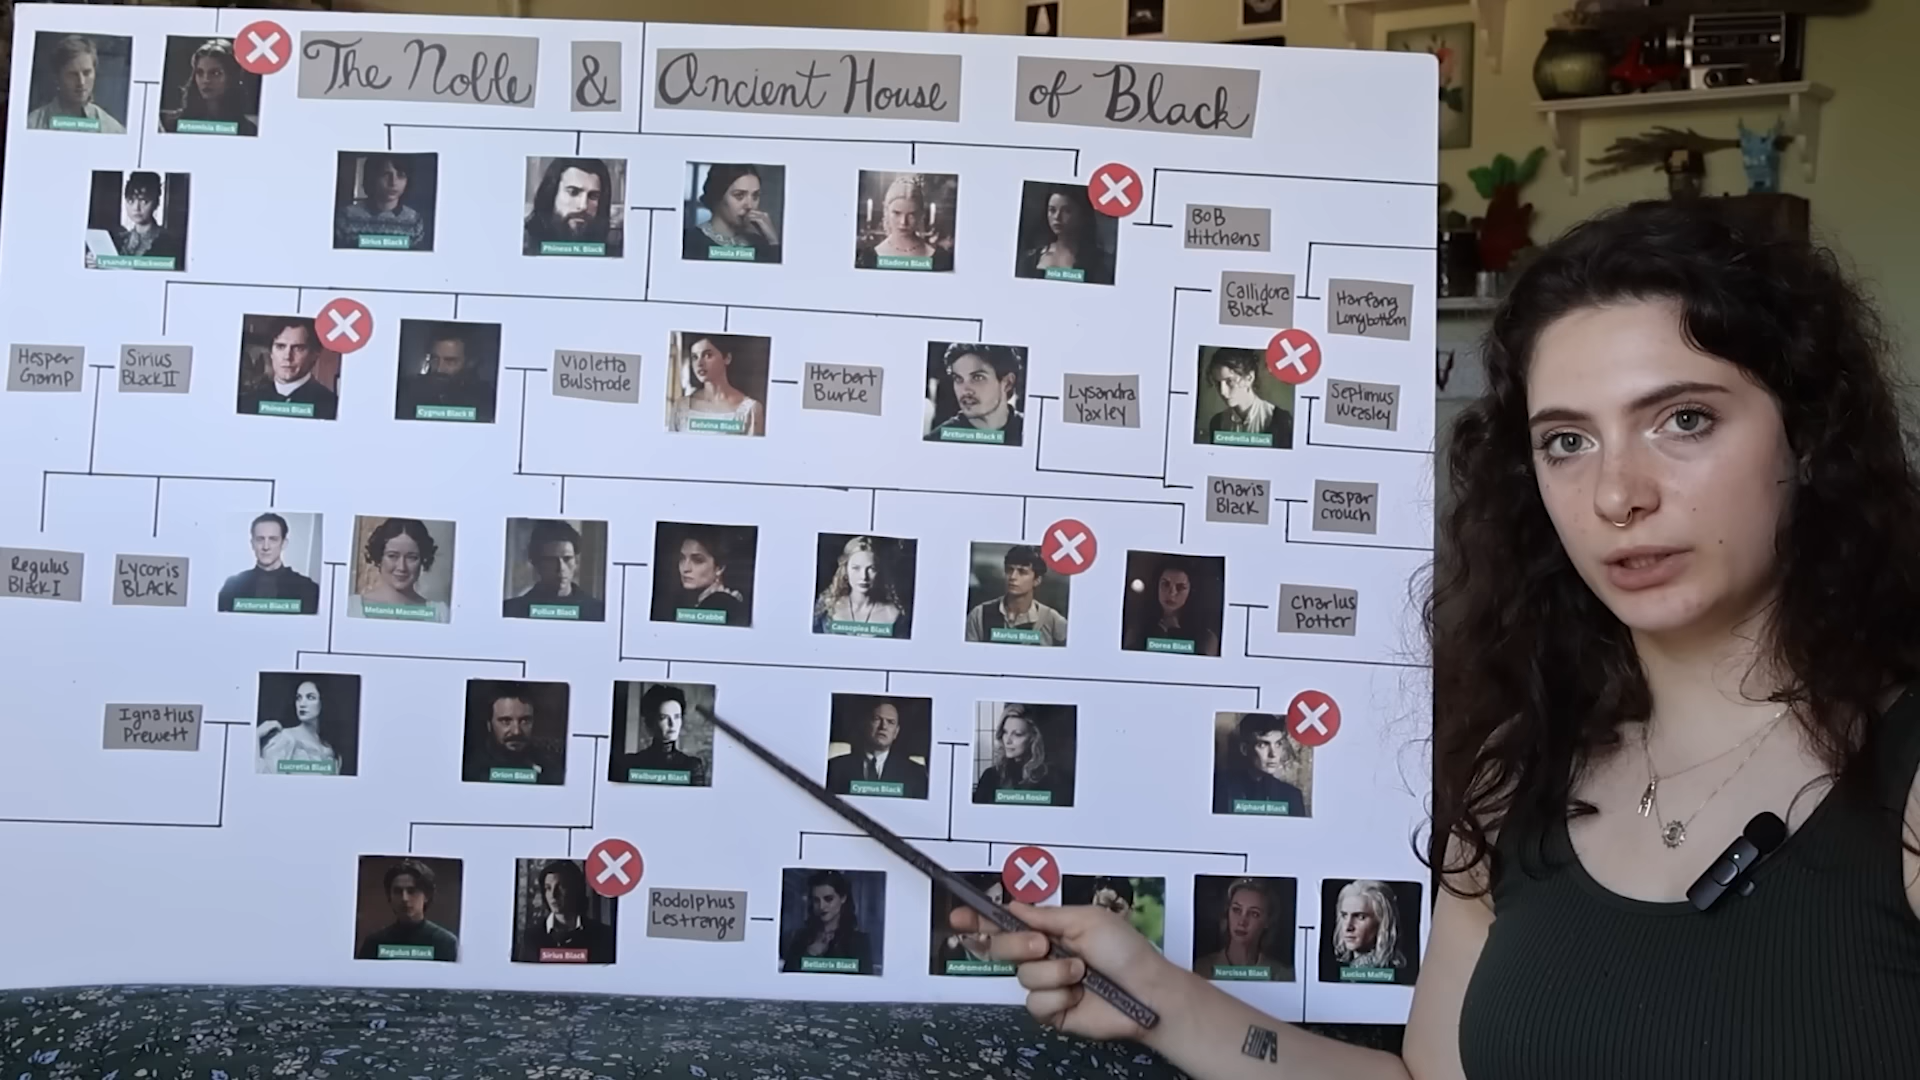 The Noble & Ancient House of Black
Eunon Wood
Artemisia Black
Lysandra Blackwood
Sirius Black I
Phineas N. Black
Ursula Flint
Elladora Black
Isla Black
BoB
Hitchens
Callidora
Black
Harfang
Longbottom
Hesper
Gamp
Sirius
Black II
Phineas Black
Cygnus Black II
Violetta
Bulstrode
Belvina Black
Herbert
Burke
Arcturus Black II
Lysandra
Yaxley
Cedrella Black
Septimus
Weasley
Charis
Black
Caspar
crouch
Regulus
Black I
Lycoris
BLACK
Arcturus Black III
Melania Macmillan
Pollux Black
Irma Crabbe
Cassopiea Black
Marius Black
Dorea Black
Charlus
Potter
Ignatius
Prewett
Lucretia Black
Orion Black
Walburga Black
Cygnus Black
Druella Rosier
Alphard Black
Regulus Black
Sirius Black
Rodolphus
Lestrange
Bellatrix Black
Andromeda Black
Narcissa Black
Lucius Malfoy